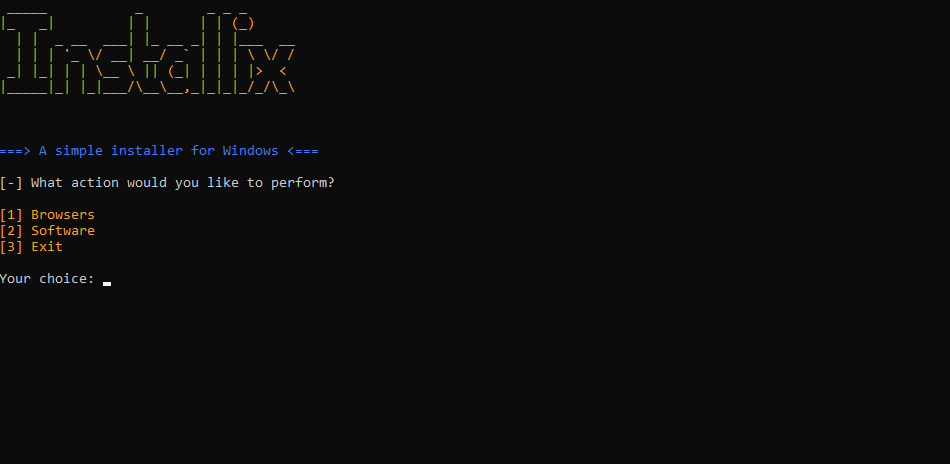 Instalix
===> A simple installer for Windows <===
[-] What action would you like to perform?
[1] Browsers
[2] Software
[3] Exit
Your choice: